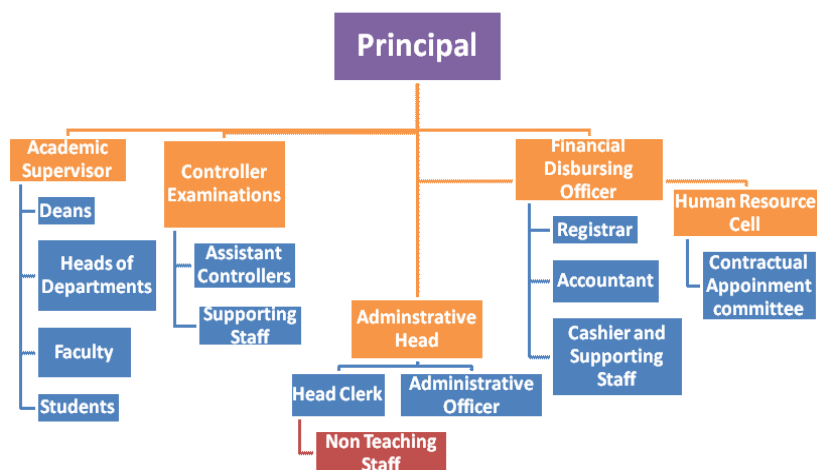 Principal
Academic
Supervisor
Deans
Heads of
Departments
Faculty
Students
Controller
Examinations
Assistant
Controllers
Supporting
Staff
Adminstrative
Head
Head Clerk
Administrative
Officer
Non Teaching
Staff
Financial
Disbursing
Officer
Registrar
Accountant
Cashier and
Supporting
Staff
Human Resource
Cell
Contractual
Appoinment
committee